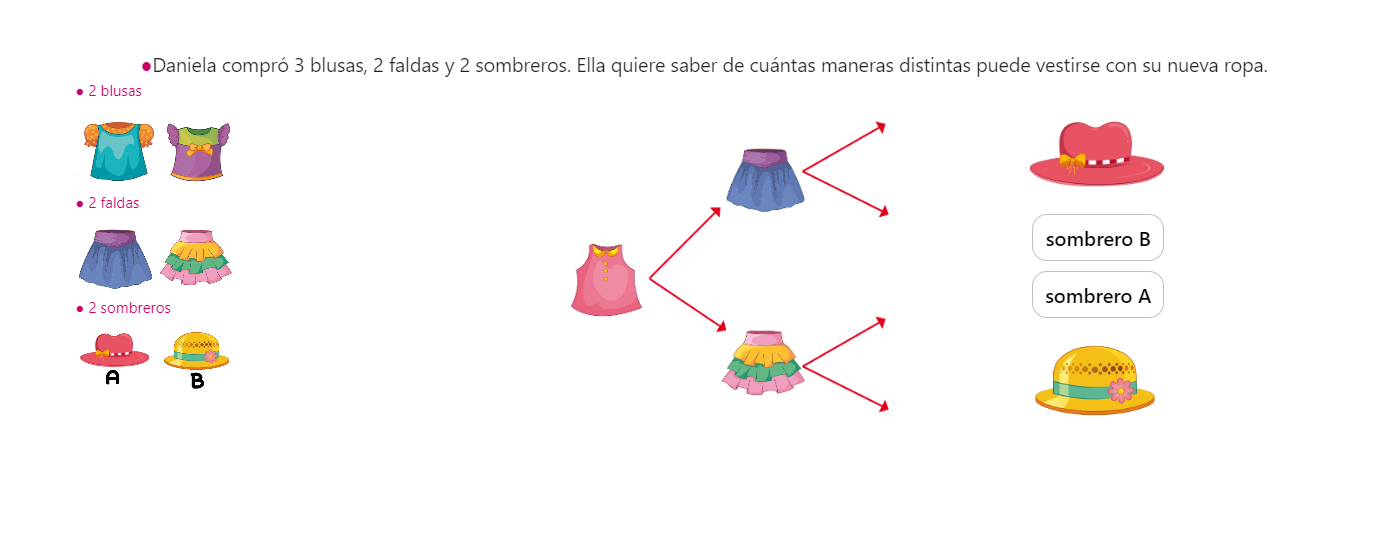 ●Daniela compró 3 blusas, 2 faldas y 2 sombreros. Ella quiere saber de cuántas maneras distintas puede vestirse con su nueva ropa.
● 2 blusas
● 2 faldas
● 2 sombreros
A
B
sombrero B
sombrero A